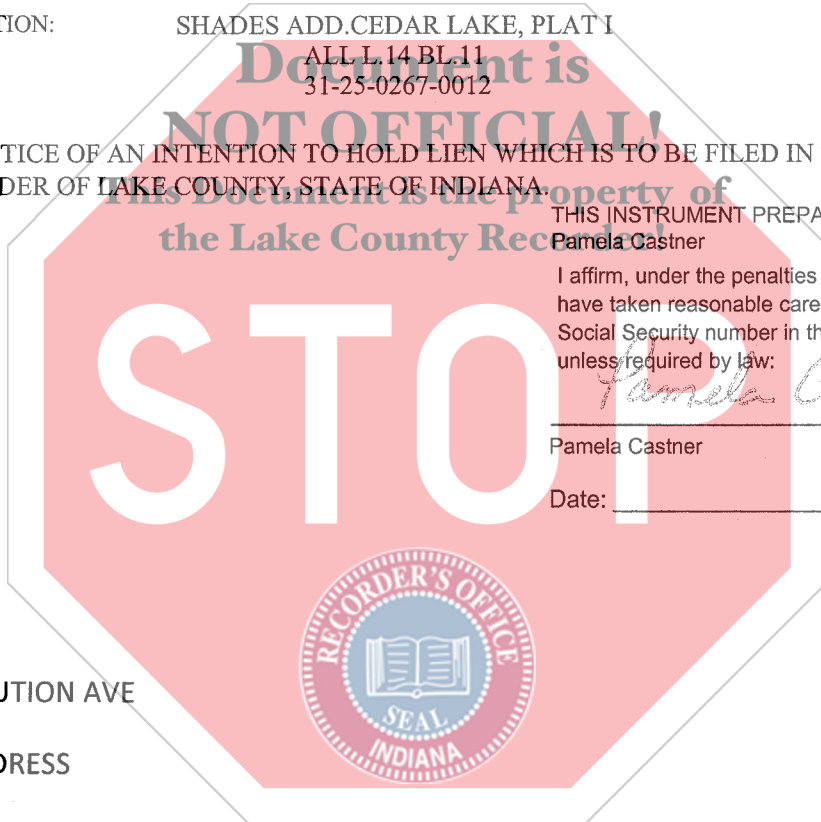 TION: SHADES ADD.CEDAR LAKE, PLAT I
Document is
ALL L.14 BL.11
31-25-0267-0012
NOT OFFICIAL!
TICE OF AN INTENTION TO HOLD LIEN WHICH IS TO BE FILED IN
DER OF LAKE COUNTY, STATE OF INDIANA.
This Document is the property of
the Lake County Recorder!
THIS INSTRUMENT PREPA
Pamela Castner
I affirm, under the penalties
have taken reasonable care
Social Security number in th
unless required by law:
Pamela C
Pamela Castner
Date:
STOP
RECORDER'S OFFICE
SEAL
INDIANA
UTION AVE
DRESS